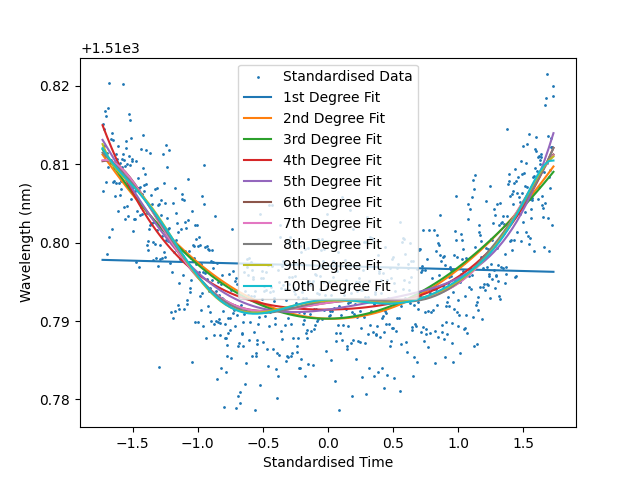 +1.51e3
0.82
0.81
0.80
0.79
0.78
Wavelength (nm)
Standardised Data
1st Degree Fit
2nd Degree Fit
3rd Degree Fit
4th Degree Fit
5th Degree Fit
6th Degree Fit
7th Degree Fit
8th Degree Fit
9th Degree Fit
10th Degree Fit
−1.5 −1.0 −0.5 0.0 0.5 1.0 1.5
Standardised Time